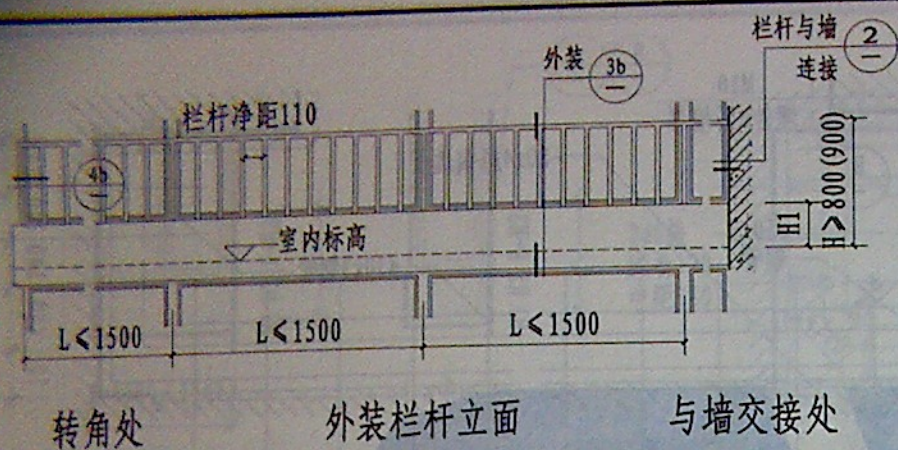 栏杆与墙
连接
2
外装
3b
栏杆净距110
4b
室内标高
H1
H≥800(900)
L≤1500
L≤1500
L≤1500
转角处
外装栏杆立面
与墙交接处